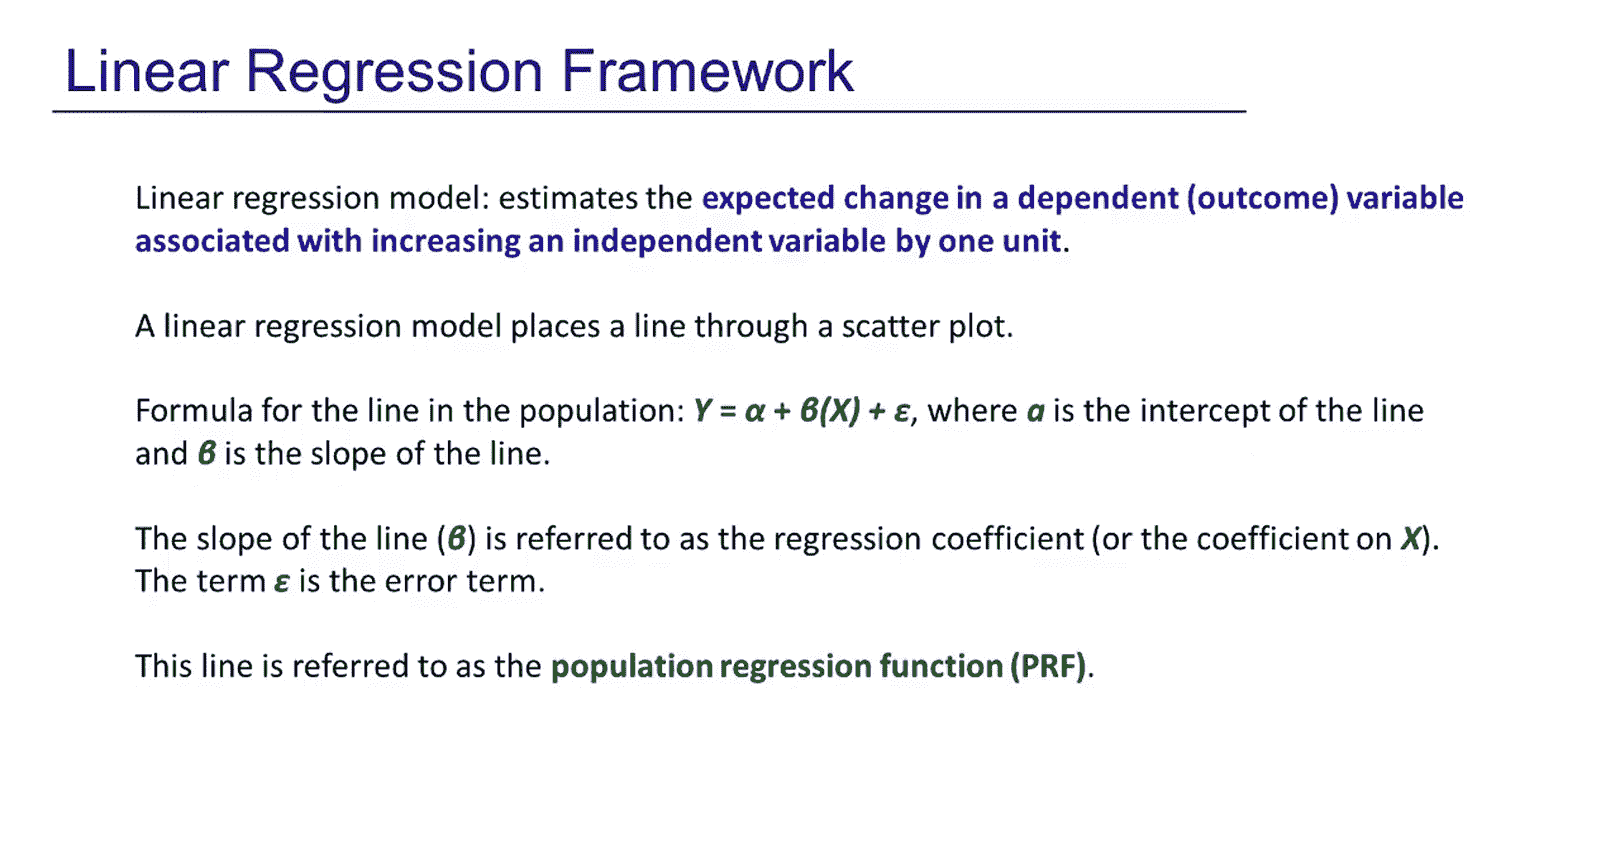 Linear Regression Framework
Linear regression model: estimates the expected change in a dependent (outcome) variable
associated with increasing an independent variable by one unit.
A linear regression model places a line through a scatter plot.
Formula for the line in the population: Y = α + β(X) + ε, where α is the intercept of the line
and β is the slope of the line.
The slope of the line (β) is referred to as the regression coefficient (or the coefficient on X).
The term ε is the error term.
This line is referred to as the population regression function (PRF).